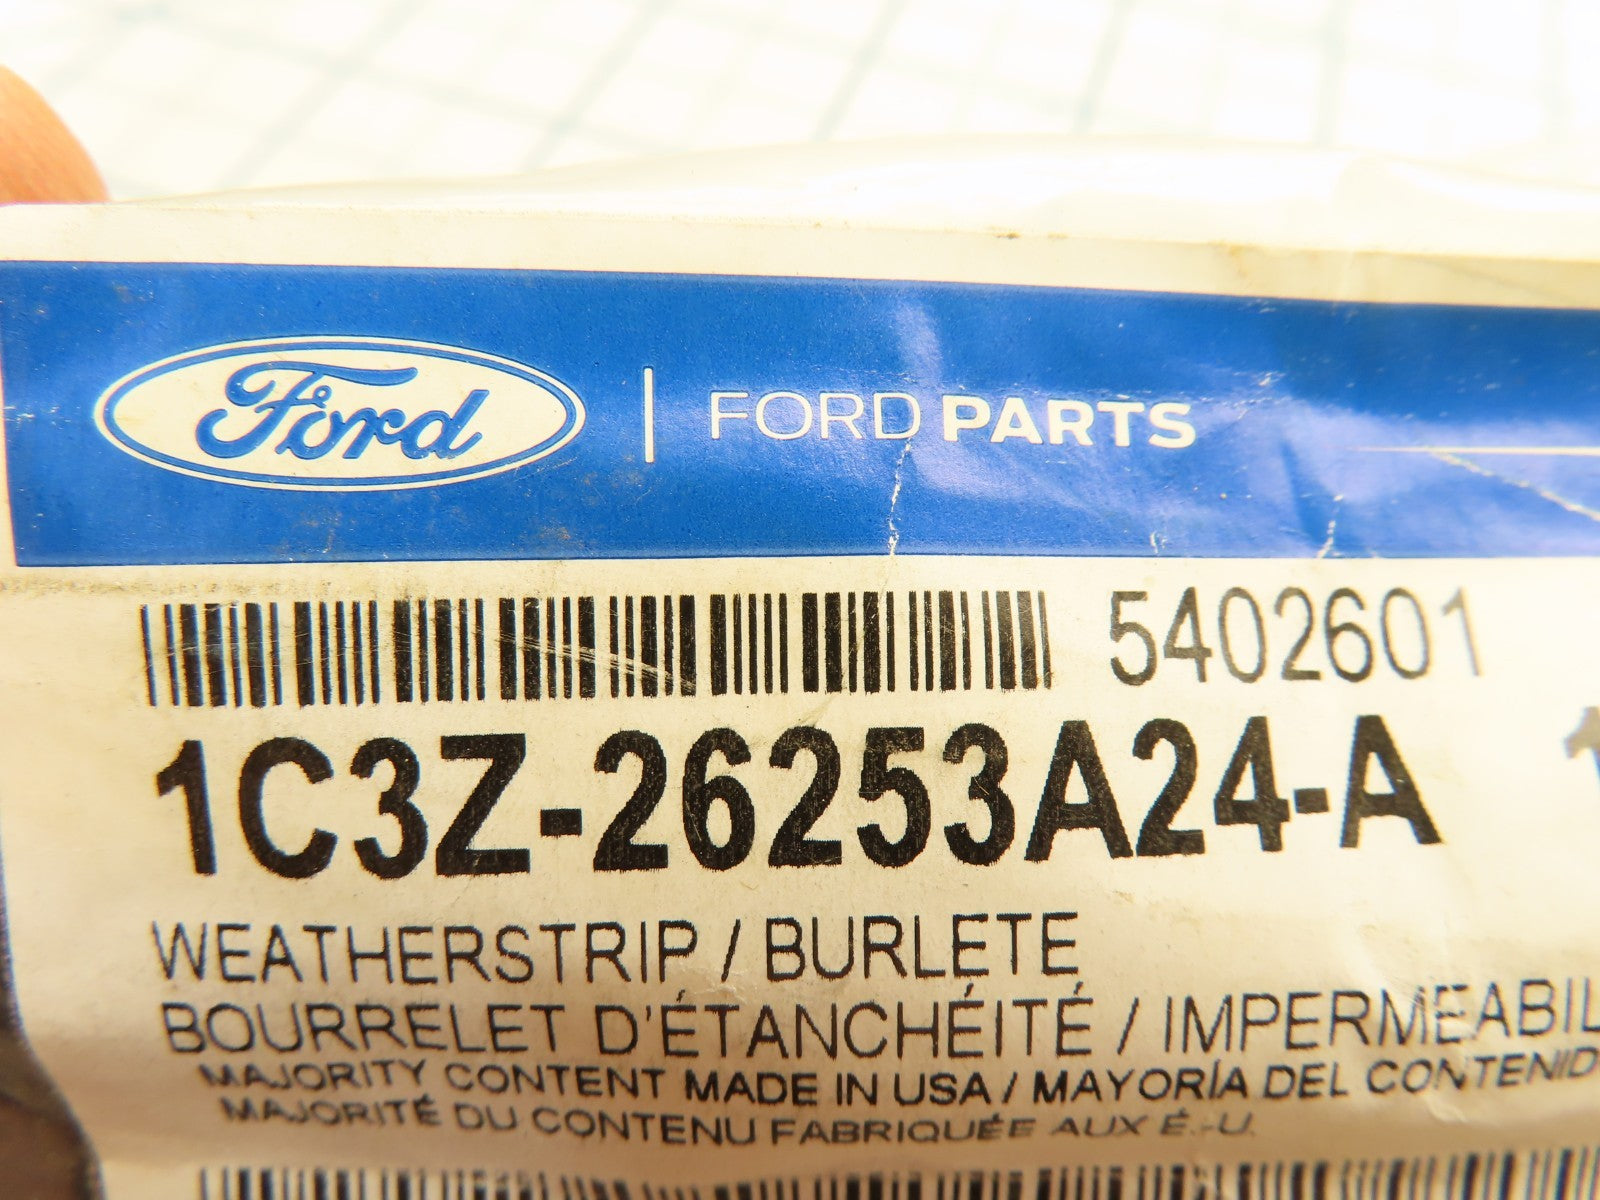 Ford | FORD PARTS
5402601
1C3Z-26253A24-A
WEATHERSTRIP / BURLETE
BOURRELET D'ÉTANCHÉITÉ / IMPERMEABIL
MAJORITY CONTENT MADE IN USA / MAYORÍA DEL CONTENID
MAJORITÉ DU CONTENU FABRIQUÉE AUX É.-U.